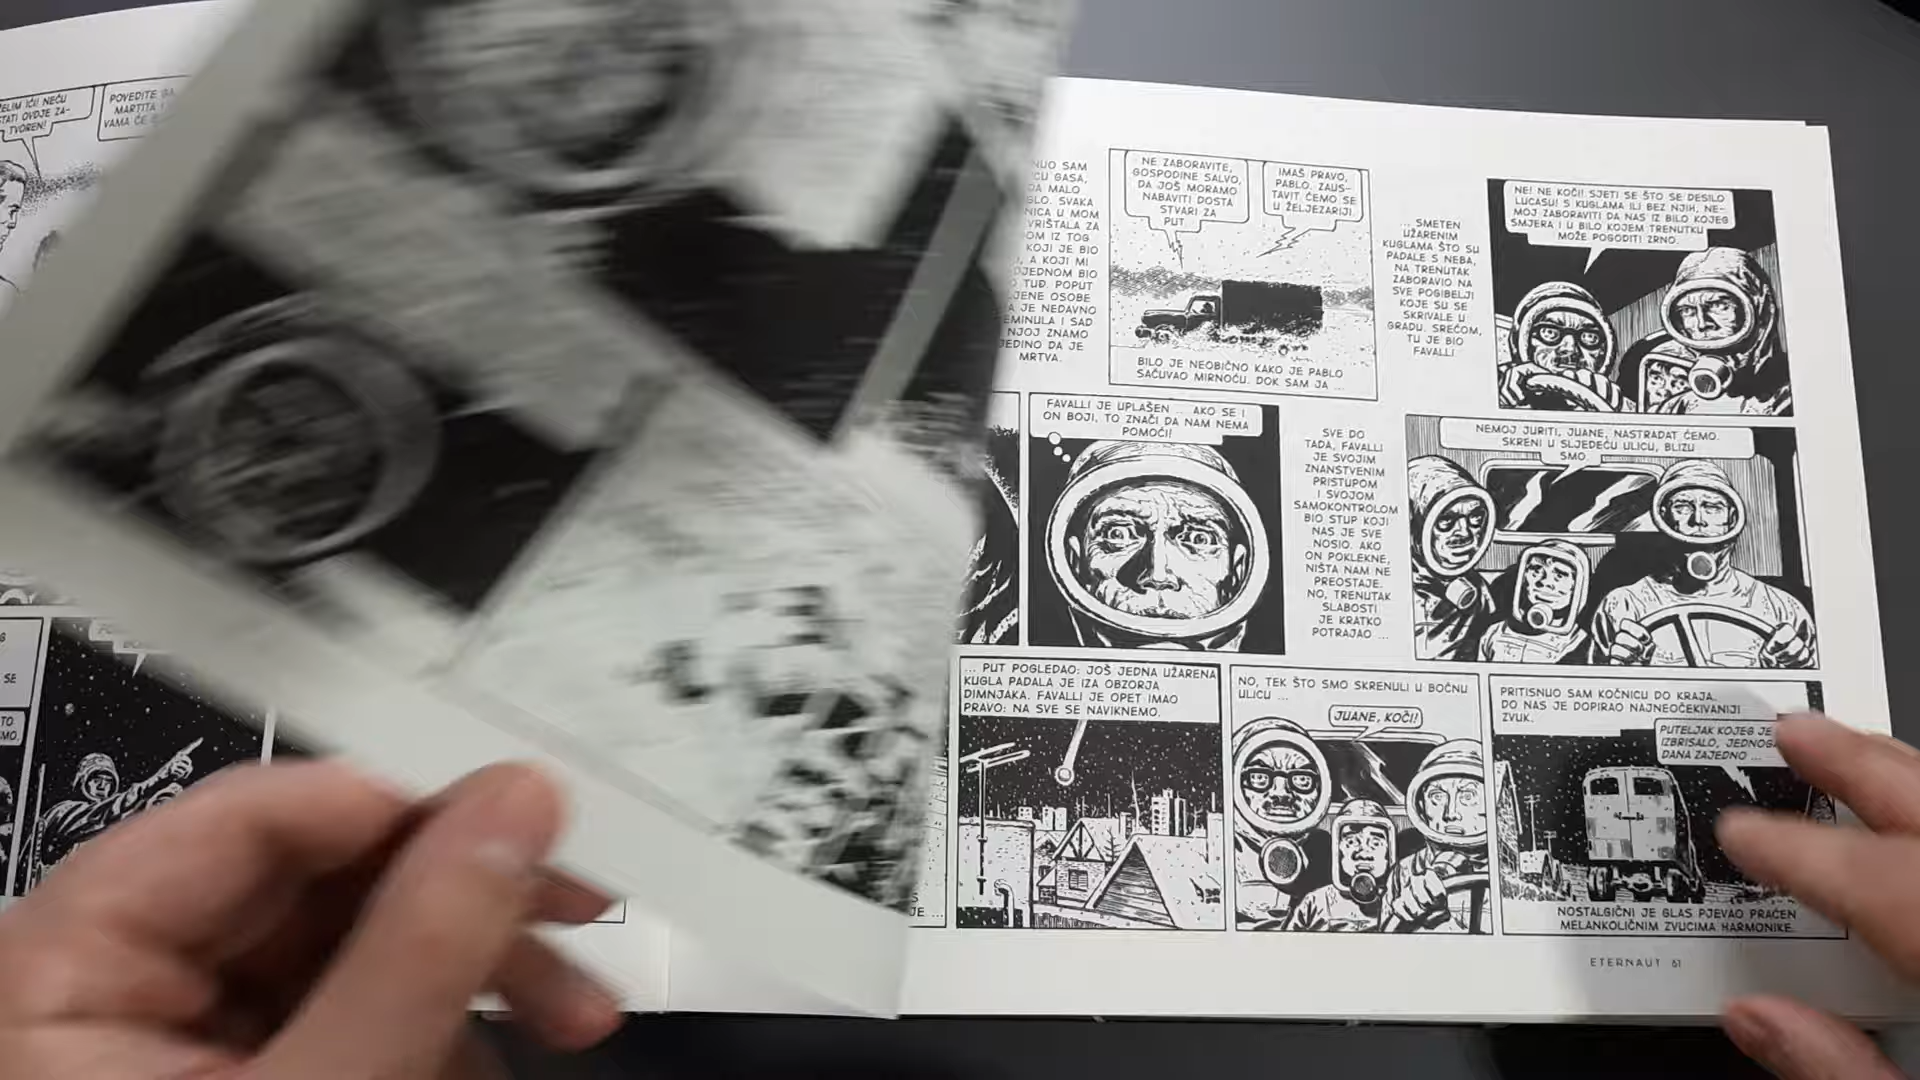 ELIM IĆI! NEĆU
TATI OVDJE ZA-
TVOREN!
POVEDITE GA
MARTITA
VAMA ĆE
SE
TO
SMO.
NUO SAM
CU GASA,
DA MALO
GLO. SVAKA
NICA U MOM
VRIŠTALA ZA
OM IZ TOG
KOJI JE BIO
, A KOJI MI
DJEDNOM BIO
TUĐ. POPUT
JENE OSOBE
A JE NEDAVNO
EMINULA I SAD
NJOJ ZNAMO
JEDINO DA JE
MRTVA.
NE ZABORAVITE,
GOSPODINE SALVO,
DA JOŠ MORAMO
NABAVITI DOSTA
STVARI ZA
PUT.
IMAŠ PRAVO,
PABLO. ZAUS-
TAVIT ĆEMO SE
U ŽELJEZARIJI.
BILO JE NEOBIČNO KAKO JE PABLO
SAČUVAO MIRNOĆU. DOK SAM JA ...
... SMETEN
UŽARENIM
KUGLAMA ŠTO SU
PADALE S NEBA,
NA TRENUTAK
ZABORAVIO NA
SVE POGIBELJI
KOJE SU SE
SKRIVALE U
GRADU. SREĆOM,
TU JE BIO
FAVALLI.
NE! NE KOČI! SJETI SE ŠTO SE DESILO
LUCASU! S KUGLAMA ILI BEZ NJIH, NE-
MOJ ZABORAVITI DA NAS IZ BILO KOJEG
SMJERA I U BILO KOJEM TRENUTKU
MOŽE POGODITI ZRNO.
FAVALLI JE UPLAŠEN ... AKO SE I
ON BOJI, TO ZNAČI DA NAM NEMA
POMOĆI!
SVE DO
TADA, FAVALLI
JE SVOJIM
ZNANSTVENIM
PRISTUPOM
I SVOJOM
SAMOKONTROLOM
BIO STUP KOJI
NAS JE SVE
NOSIO. AKO
ON POKLEKNE,
NIŠTA NAM NE
PREOSTAJE.
NO, TRENUTAK
SLABOSTI
JE KRATKO
POTRAJAO ...
NEMOJ JURITI, JUANE, NASTRADAT ĆEMO.
SKRENI U SLJEDEĆU ULICU, BLIZU
SMO.
JE ...
... PUT POGLEDAO: JOŠ JEDNA UŽARENA
KUGLA PADALA JE IZA OBZORJA
DIMNJAKA. FAVALLI JE OPET IMAO
PRAVO: NA SVE SE NAVIKNEMO.
NO, TEK ŠTO SMO SKRENULI U BOČNU
ULICU ...
JUANE, KOČI!
PRITISNUO SAM KOČNICU DO KRAJA.
DO NAS JE DOPIRAO NAJNEOČEKIVANIJI
ZVUK.
PUTELJAK KOJEG JE
IZBRISALO, JEDNOGA
DANA ZAJEDNO ...
NOSTALGIČNI JE GLAS PJEVAO PRAĆEN
MELANKOLIČNIM ZVUCIMA HARMONIKE.
ETERNAUT 61